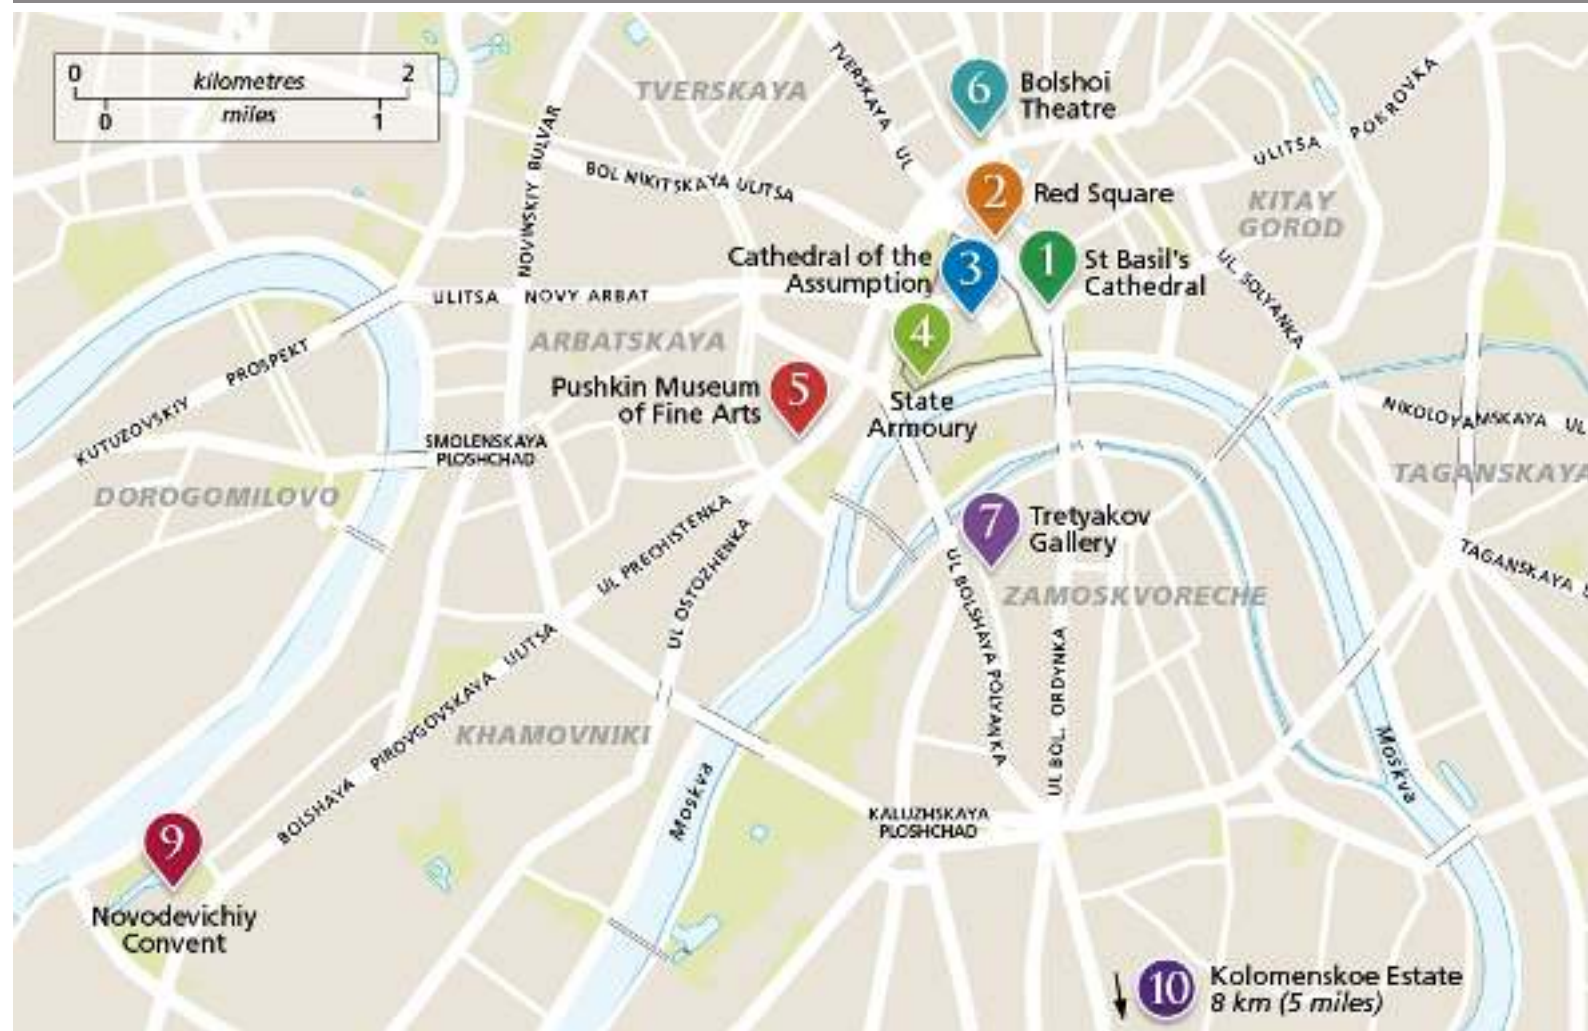 0 kilometres 2
0 miles 1
TVERSKAYA
TVERSKAYA UL
6
Bolshoi
Theatre
ULITSA POKROVKA
NOVINSKIY BULVAR
BOL NIKITSKAYA ULITSA
2
Red Square
KITAY
GOROD
Cathedral of the
Assumption
3
1
St Basil's
Cathedral
UL SOLYANKA
ULITSA NOVY ARBAT
ARBATSKAYA
4
State
Armoury
KUTUZOVSKIY PROSPEKT
Pushkin Museum
of Fine Arts
5
NIKOLOYAMSKAYA UL
SMOLENSKAYA
PLOSHCHAD
TAGANSKAYA
DOROGOMILOVO
7
Tretyakov
Gallery
UL PRECHISTENKA
UL OSTOZHENKA
TAGANSKAYA U
ZAMOSKVORECHE
UL BOLSHAYA POLYANKA
UL BOL. ORDYNKA
BOLSHAYA PIROVGOVSKAYA ULITSA
KHAMOVNIKI
Moskva
Moskva
KALUZHSKAYA
PLOSHCHAD
9
Novodevichiy
Convent
10
Kolomenskoe Estate
8 km (5 miles)